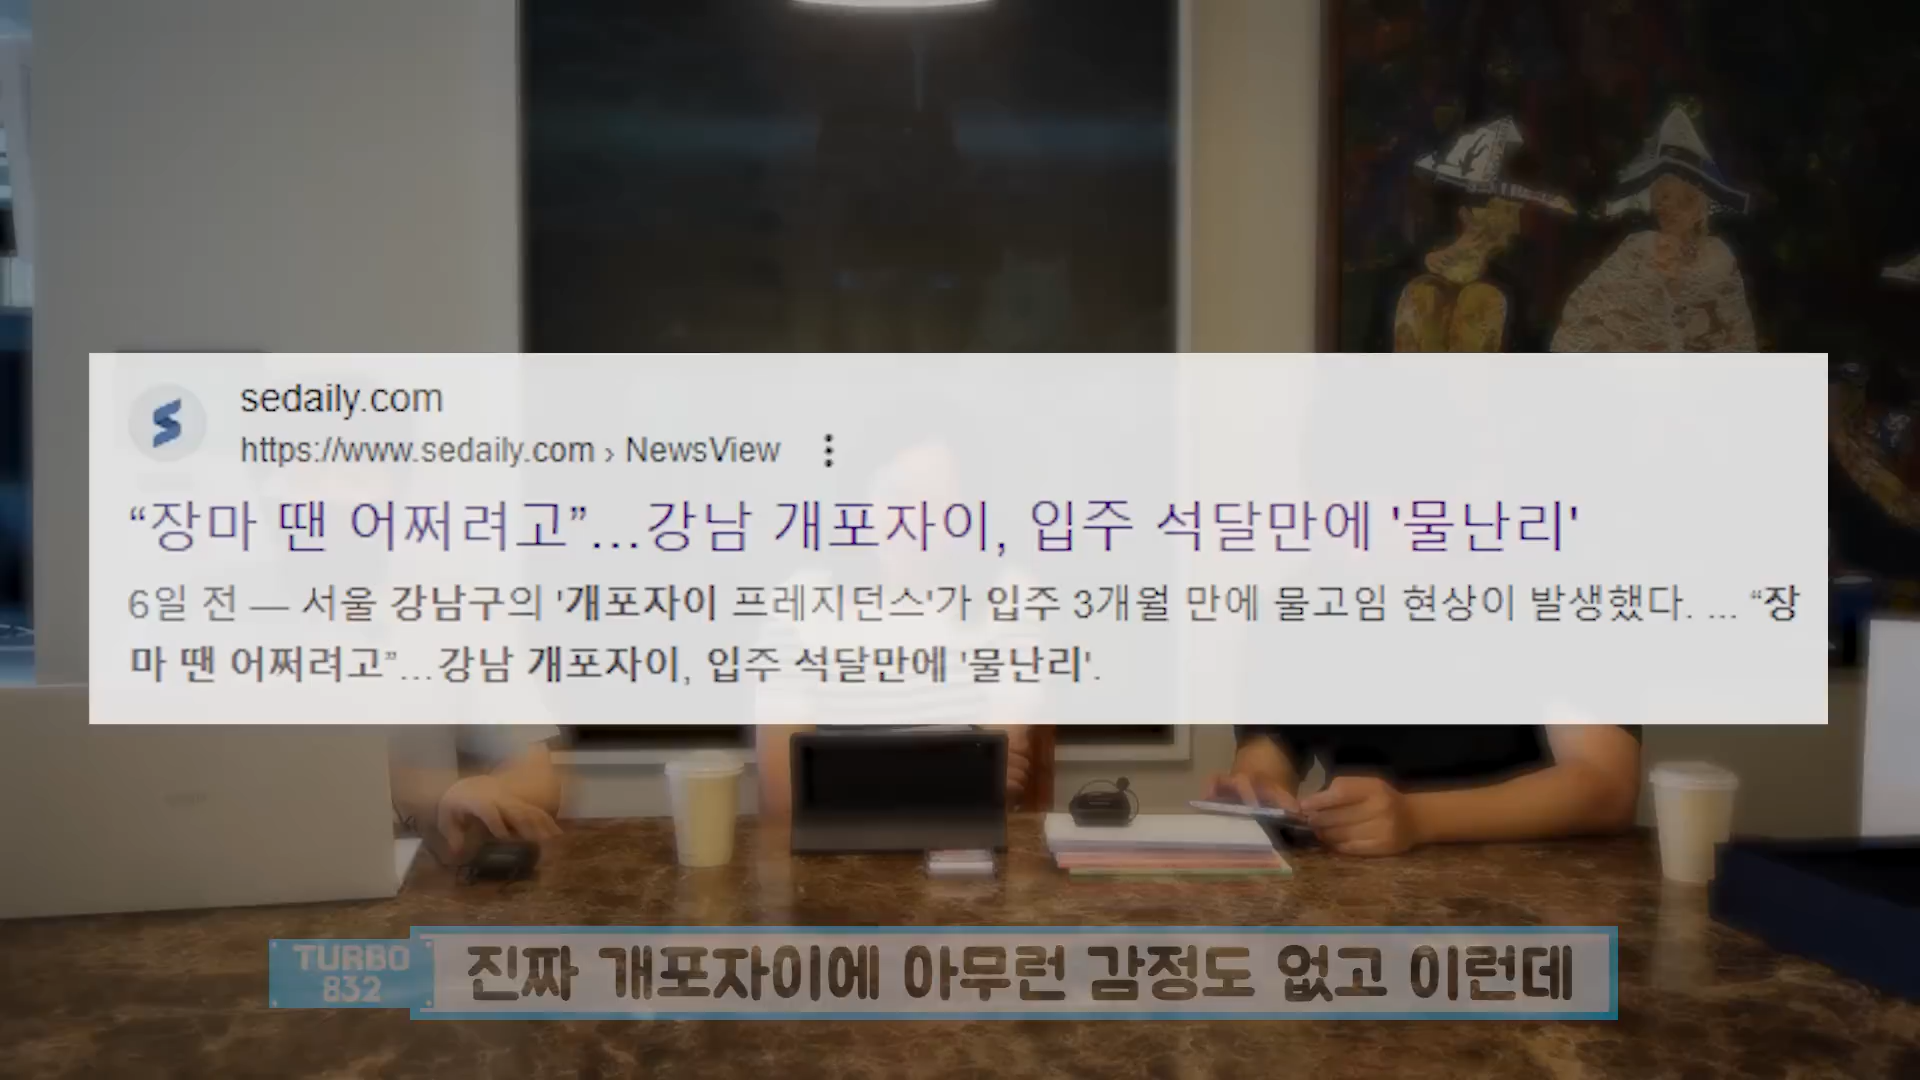 sedaily.com
https://www.sedaily.com › NewsView
“장마 땐 어쩌려고”...강남 개포자이, 입주 석달만에 '물난리'
6일 전 — 서울 강남구의 '개포자이 프레지던스'가 입주 3개월 만에 물고임 현상이 발생했다. ... “장
마 땐 어쩌려고”...강남 개포자이, 입주 석달만에 '물난리'.
TURBO
832
진짜 개포자이에 아무런 감정도 없고 이런데